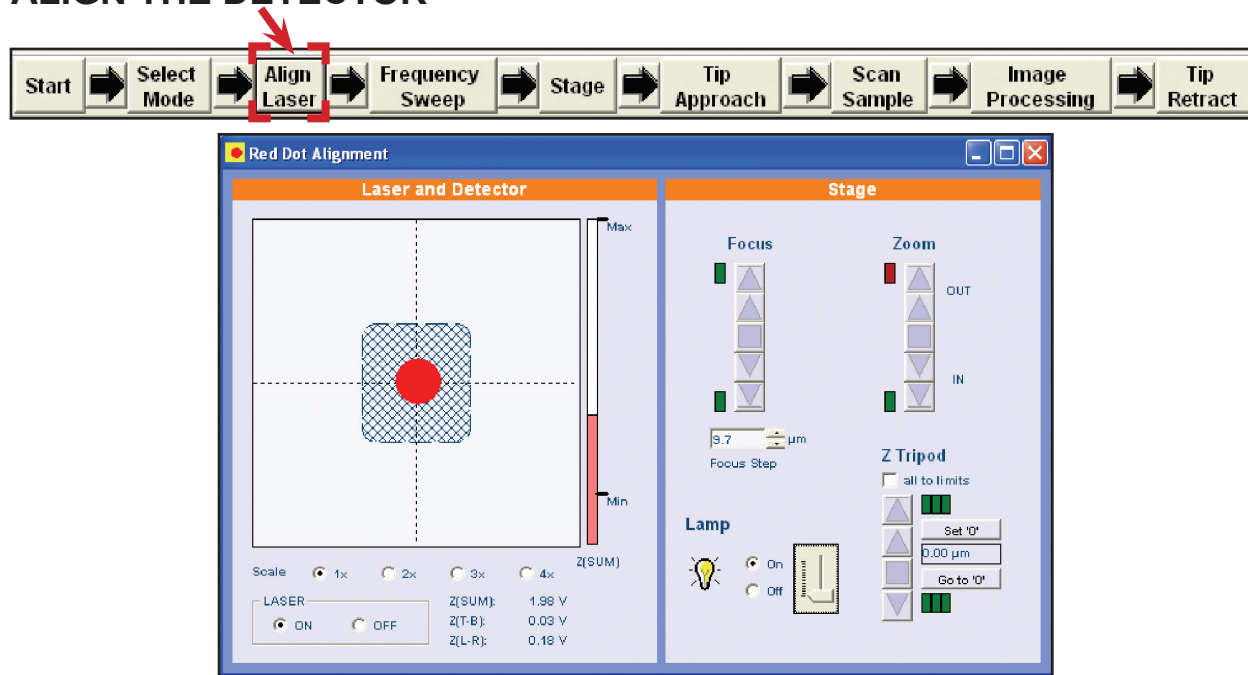 ALIGN THE DETECTOR
Start
Select Mode
Align Laser
Frequency Sweep
Stage
Tip Approach
Scan Sample
Image Processing
Tip Retract
Red Dot Alignment
Laser and Detector
Stage
Max
Min
Z(SUM)
Scale 1x 2x 3x 4x
LASER
ON OFF
Z(SUM): 1.98 V
Z(T-B): 0.03 V
Z(L-R): 0.18 V
Focus
9.7 µm
Focus Step
Zoom
OUT
IN
Lamp
On
Off
Z Tripod
all to limits
Set '0'
0.00 µm
Go to '0'